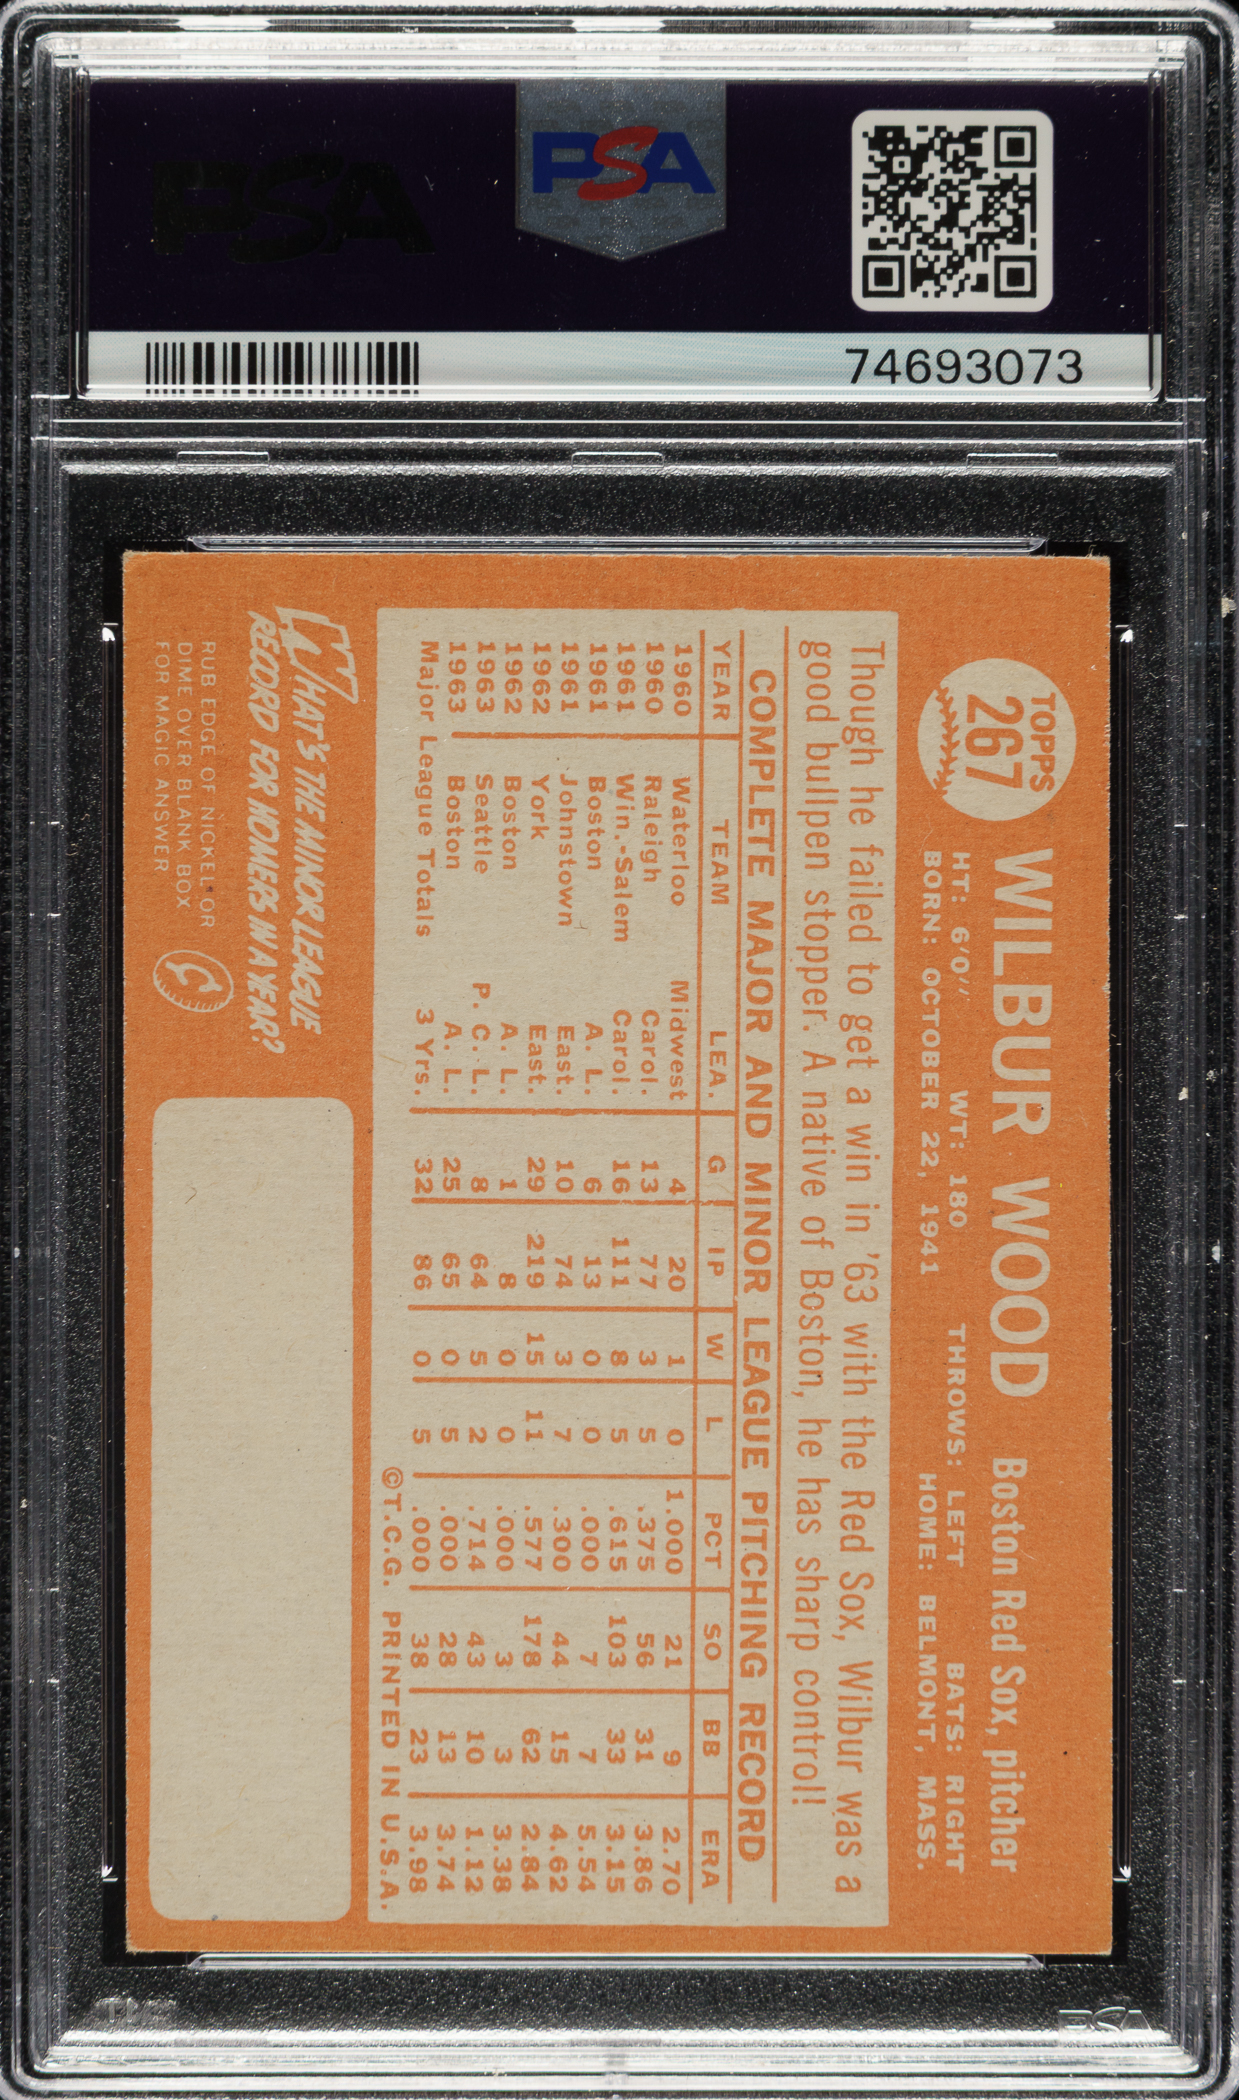 PSA
PSA
74693073
TOPPS
267
WILBUR WOOD Boston Red Sox, pitcher
HT: 6'0" WT: 180 THROWS: LEFT BATS: RIGHT
BORN: OCTOBER 22, 1941 HOME: BELMONT, MASS.
Though he failed to get a win in '63 with the Red Sox, Wilbur was a
good bullpen stopper. A native of Boston, he has sharp control!
COMPLETE MAJOR AND MINOR LEAGUE PITCHING RECORD
YEAR TEAM LEA. G IP W L PCT SO BB ERA
1960 Waterloo Midwest 4 20 1 0 1.000 21 9 2.70
1960 Raleigh Carol. 13 77 3 5 .375 56 31 3.86
1961 Win.-Salem Carol. 16 111 8 5 .615 103 33 3.15
1961 Boston A. L. 6 13 0 0 .000 7 7 5.54
1961 Johnstown East. 10 74 3 7 .300 44 15 4.62
1962 York East. 29 219 15 11 .577 178 62 2.84
1962 Boston A. L. 1 8 0 0 .000 3 3 3.38
1963 Seattle P. C. L. 8 64 5 2 .714 43 10 1.12
1963 Boston A. L. 25 65 0 5 .000 28 13 3.74
Major League Totals 3 Yrs. 32 86 0 5 .000 38 23 3.98
©T.C.G. PRINTED IN U.S.A.
WHAT'S THE MINOR LEAGUE
RECORD FOR HOMERS IN A YEAR?
RUB EDGE OF NICKEL OR
DIME OVER BLANK BOX
FOR MAGIC ANSWER
PSA